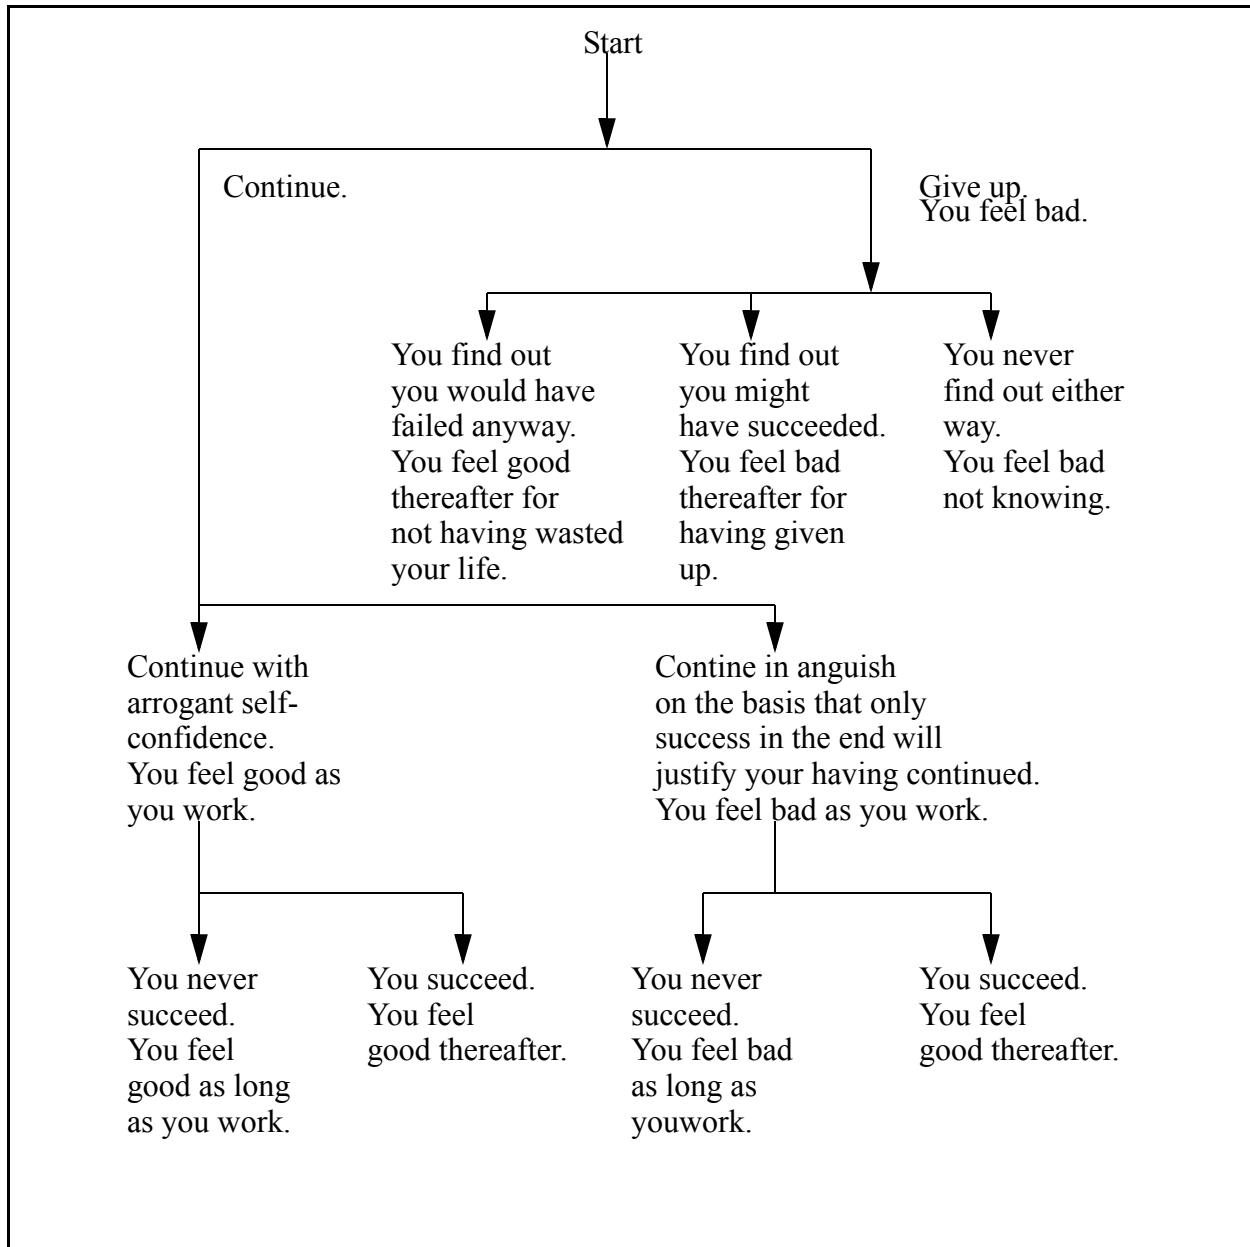 Start
Continue.
Give up.
You feel bad.
You find out
you would have
failed anyway.
You feel good
thereafter for
not having wasted
your life.
You find out
you might
have succeeded.
You feel bad
thereafter for
having given
up.
You never
find out either
way.
You feel bad
not knowing.
Continue with
arrogant self-
confidence.
You feel good as
you work.
Contine in anguish
on the basis that only
success in the end will
justify your having continued.
You feel bad as you work.
You never
succeed.
You feel
good as long
as you work.
You succeed.
You feel
good thereafter.
You never
succeed.
You feel bad
as long as
youwork.
You succeed.
You feel
good thereafter.